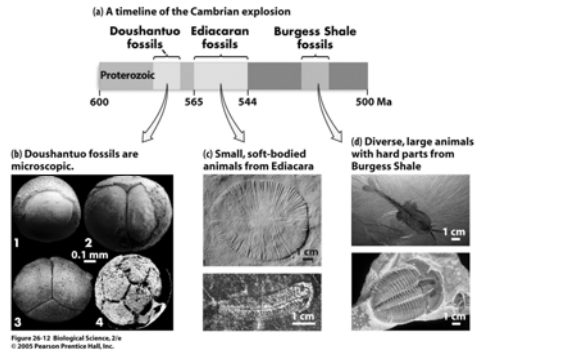 (a) A timeline of the Cambrian explosion
Doushantuo
fossils
Ediacaran
fossils
Burgess Shale
fossils
Proterozoic
600
565
544
500 Ma
(b) Doushantuo fossils are
microscopic.
1
2
0.1 mm
3
4
(c) Small, soft-bodied
animals from Ediacara
1 cm
1 cm
(d) Diverse, large animals
with hard parts from
Burgess Shale
1 cm
1 cm
Figure 26-12 Biological Science, 2/e
© 2005 Pearson Prentice Hall, Inc.